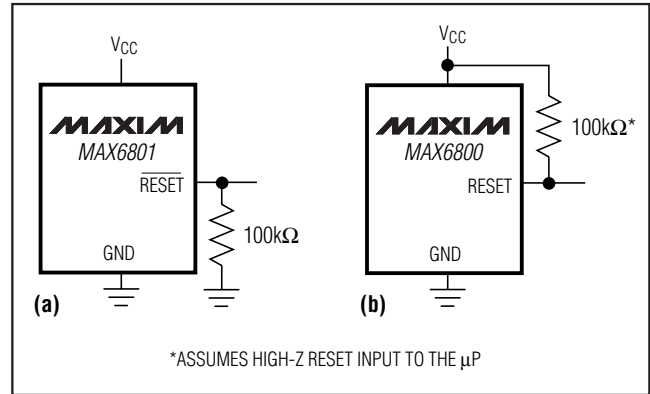 VCC
MAXIM
MAX6801
RESET
100kΩ
GND
(a)
VCC
MAXIM
MAX6800
100kΩ*
RESET
GND
(b)
*ASSUMES HIGH-Z RESET INPUT TO THE µP